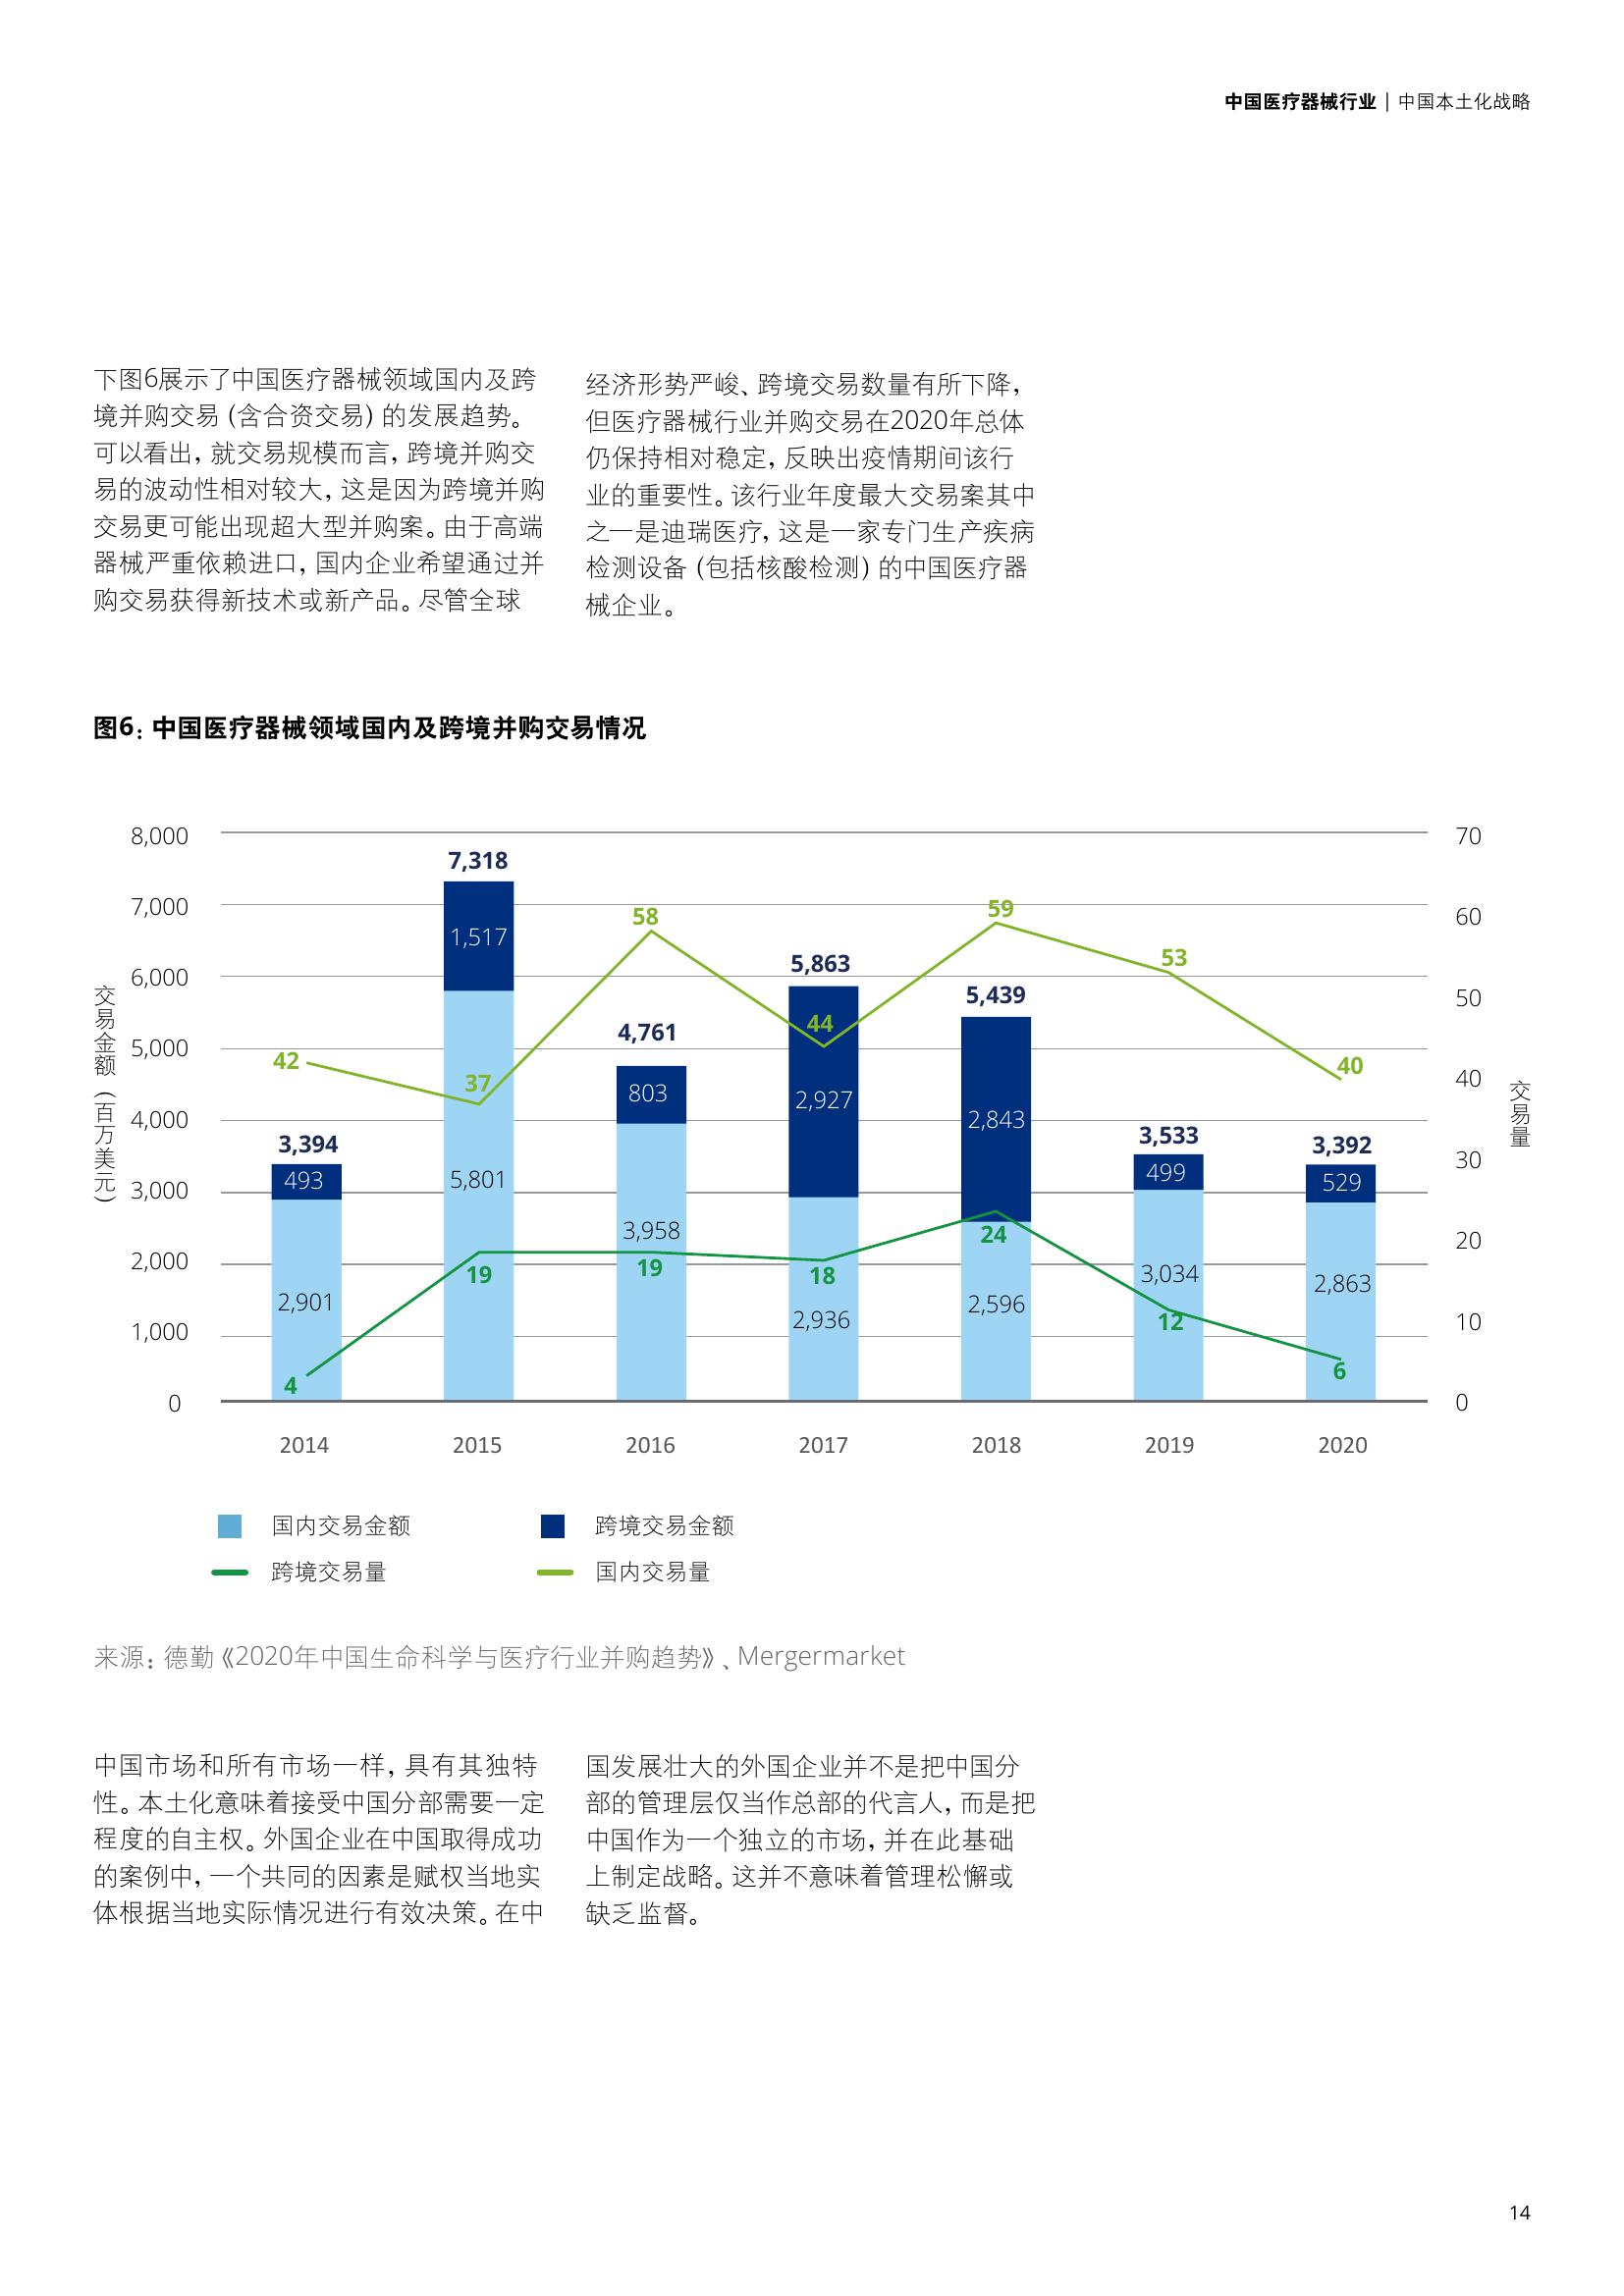 中国医疗器械行业 | 中国本土化战略
下图6展示了中国医疗器械领域国内及跨
境并购交易（含合资交易）的发展趋势。
可以看出，就交易规模而言，跨境并购交
易的波动性相对较大，这是因为跨境并购
交易更可能出现超大型并购案。由于高端
器械严重依赖进口，国内企业希望通过并
购交易获得新技术或新产品。尽管全球
经济形势严峻、跨境交易数量有所下降，
但医疗器械行业并购交易在2020年总体
仍保持相对稳定，反映出疫情期间该行
业的重要性。该行业年度最大交易案其中
之一是迪瑞医疗，这是一家专门生产疾病
检测设备（包括核酸检测）的中国医疗器
械企业。
图6：中国医疗器械领域国内及跨境并购交易情况
交易金额（百万美元）
8,000
7,000
6,000
5,000
4,000
3,000
2,000
1,000
0
3,394
493
2,901
42
4
7,318
1,517
5,801
37
19
4,761
803
3,958
58
19
5,863
2,927
2,936
44
18
5,439
2,843
2,596
59
24
3,533
499
3,034
53
12
3,392
529
2,863
40
6
70
60
50
40
30
20
10
0
交易量
2014 2015 2016 2017 2018 2019 2020
国内交易金额 跨境交易金额
跨境交易量 国内交易量
来源：德勤《2020年中国生命科学与医疗行业并购趋势》、Mergermarket
中国市场和所有市场一样，具有其独特
性。本土化意味着接受中国分部需要一定
程度的自主权。外国企业在中国取得成功
的案例中，一个共同的因素是赋权当地实
体根据当地实际情况进行有效决策。在中
国发展壮大的外国企业并不是把中国分
部的管理层仅当作总部的代言人，而是把
中国作为一个独立的市场，并在此基础
上制定战略。这并不意味着管理松懈或
缺乏监督。
14